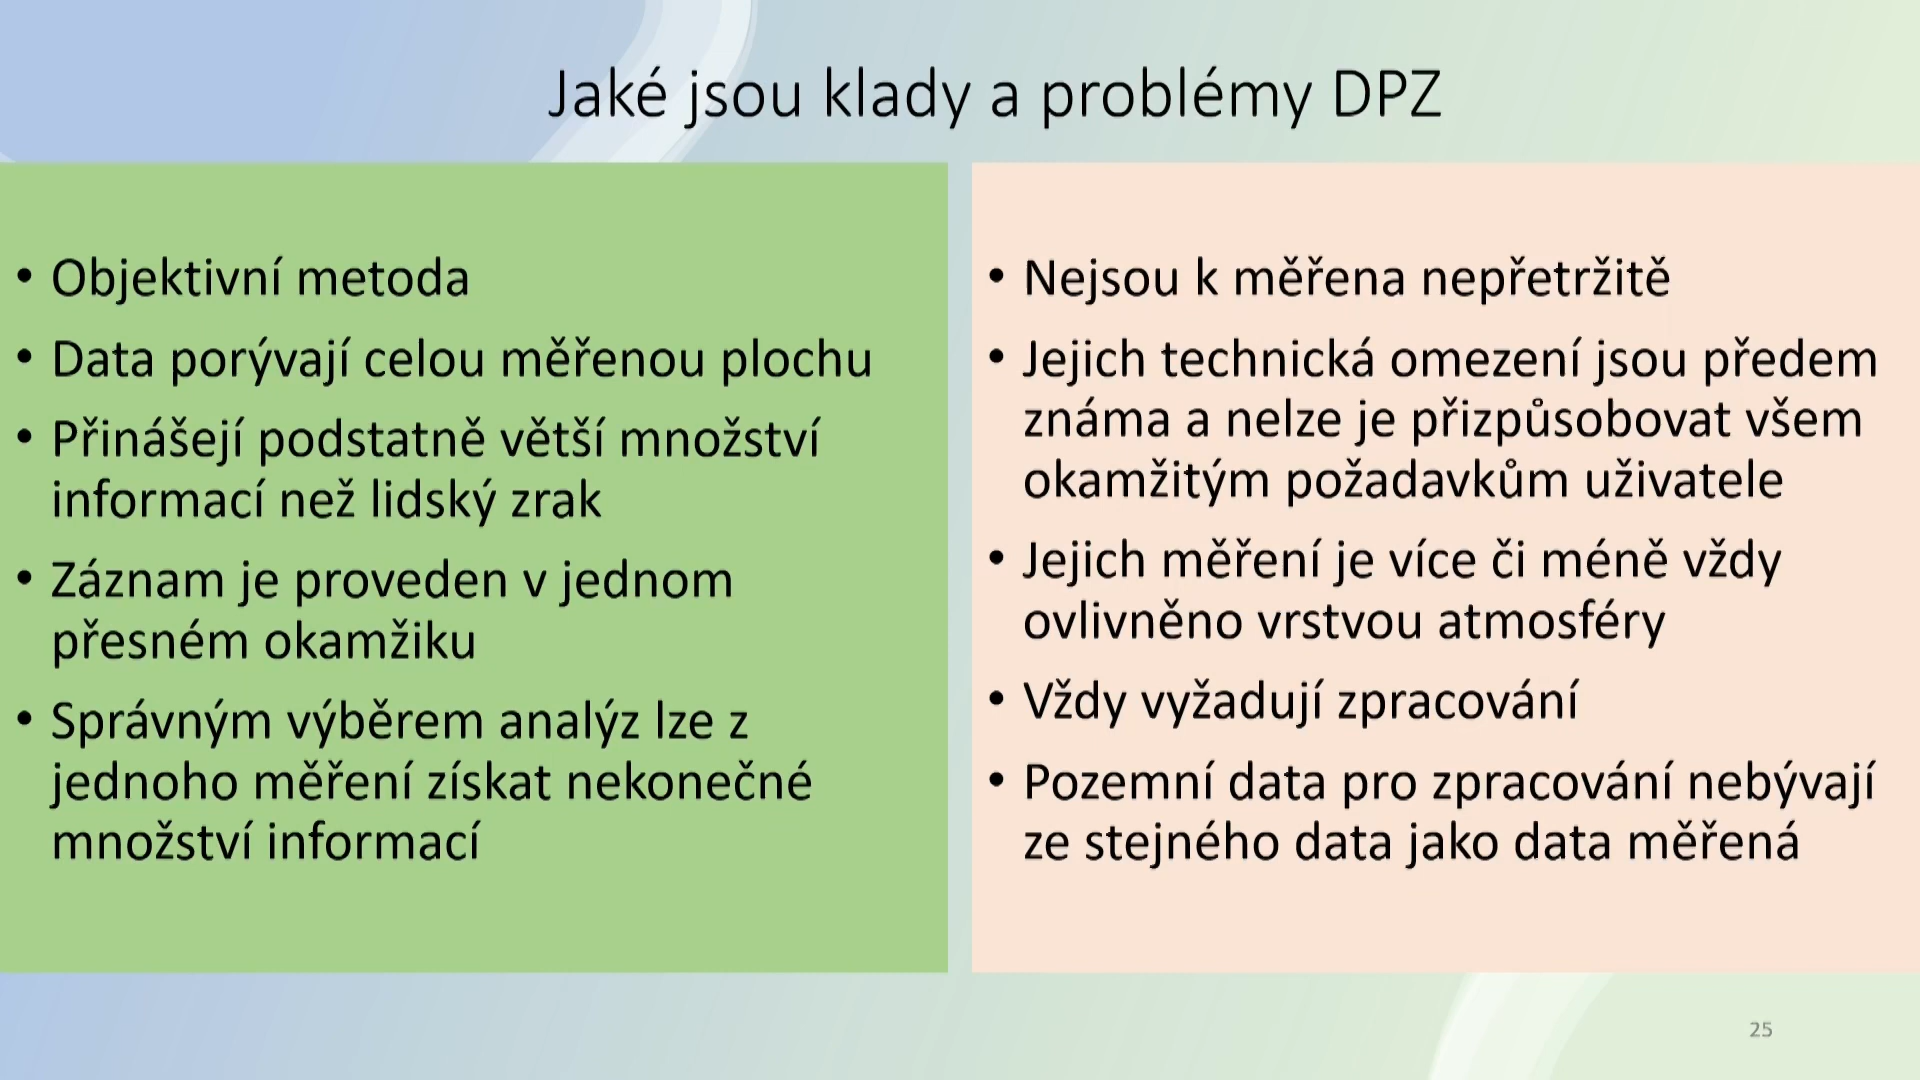 Jaké jsou klady a problémy DPZ
• Objektivní metoda
• Data porývají celou měřenou plochu
• Přinášejí podstatně větší množství
informací než lidský zrak
• Záznam je proveden v jednom
přesném okamžiku
• Správným výběrem analýz lze z
jednoho měření získat nekonečné
množství informací
• Nejsou k měřena nepřetržitě
• Jejich technická omezení jsou předem
známa a nelze je přizpůsobovat všem
okamžitým požadavkům uživatele
• Jejich měření je více či méně vždy
ovlivněno vrstvou atmosféry
• Vždy vyžadují zpracování
• Pozemní data pro zpracování nebývají
ze stejného data jako data měřená
25